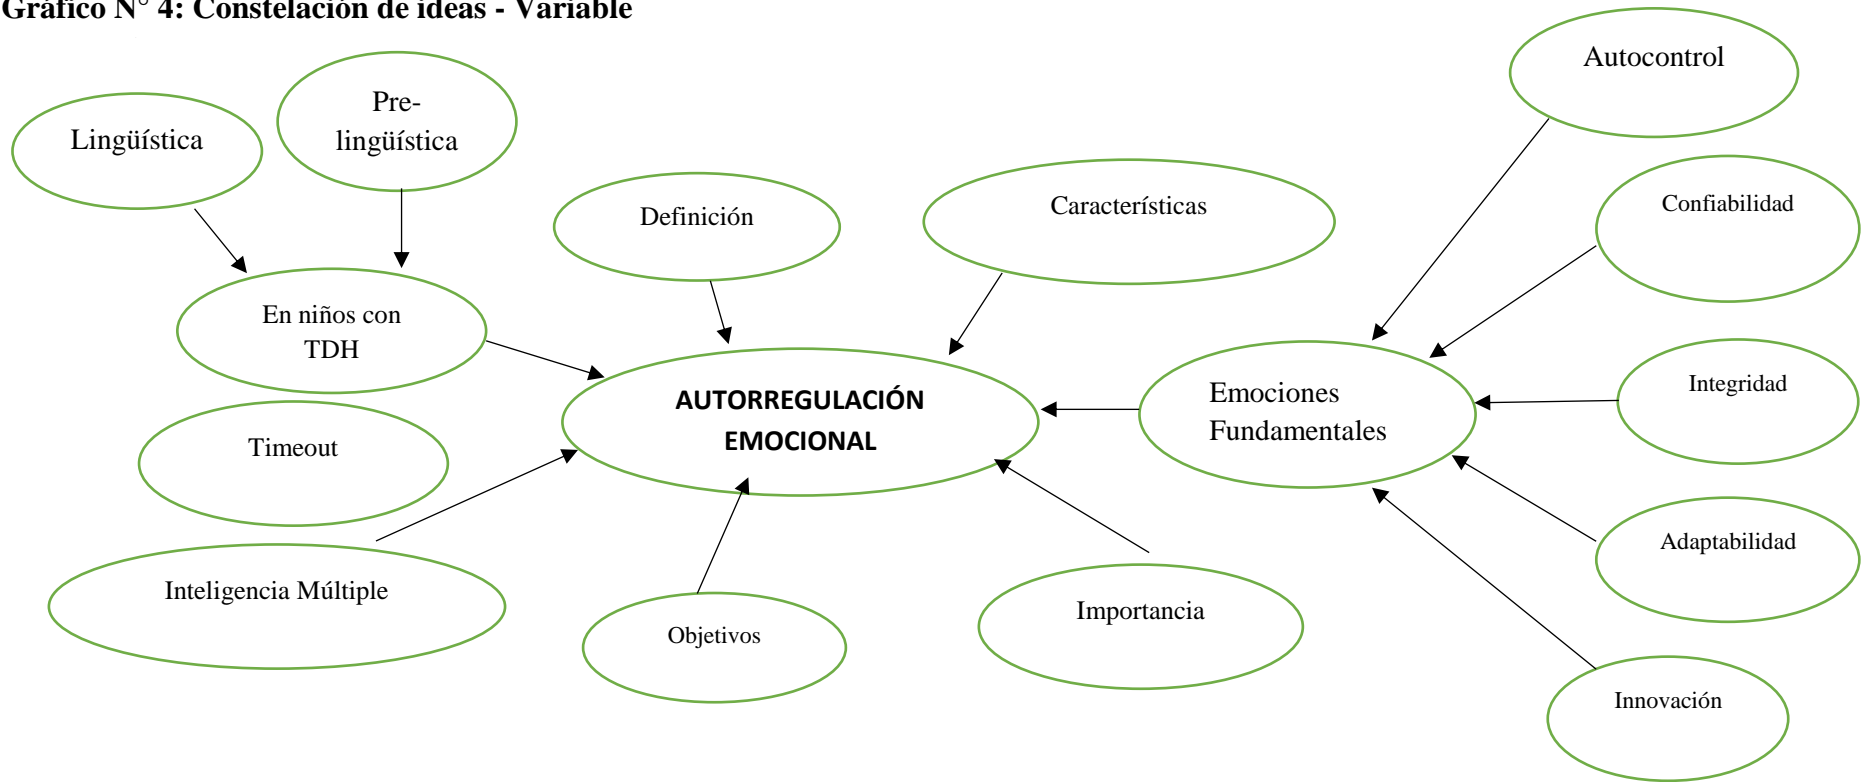 Gráfico N° 4: Constelación de ideas - Variable
Autocontrol
Pre-
lingüística
Lingüística
Confiabilidad
Definición
Características
En niños con
TDH
Integridad
AUTORREGULACIÓN
EMOCIONAL
Emociones
Fundamentales
Timeout
Adaptabilidad
Inteligencia Múltiple
Importancia
Objetivos
Innovación